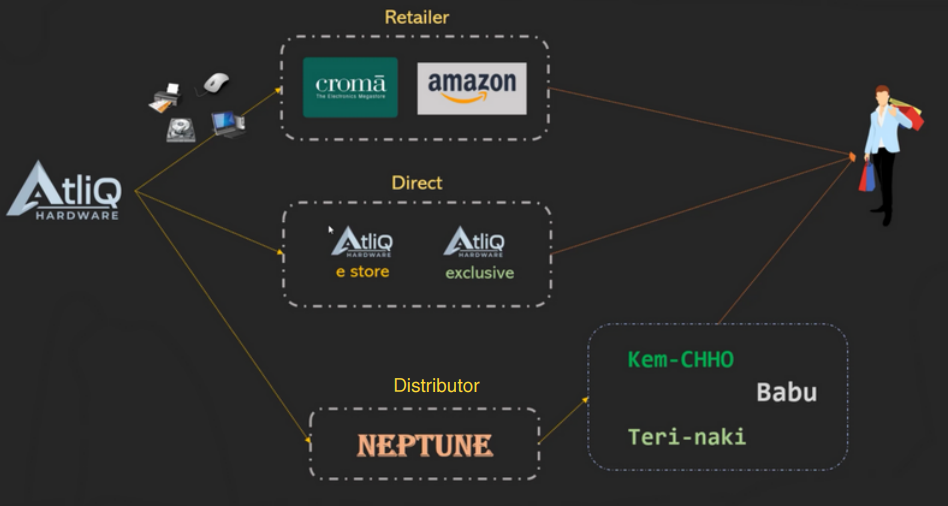 Retailer
cromā
The Electronics Megastore
amazon
AtliQ
HARDWARE
Direct
AtliQ
HARDWARE
e store
AtliQ
HARDWARE
exclusive
Distributor
NEPTUNE
Kem-CHHO
Babu
Teri-naki